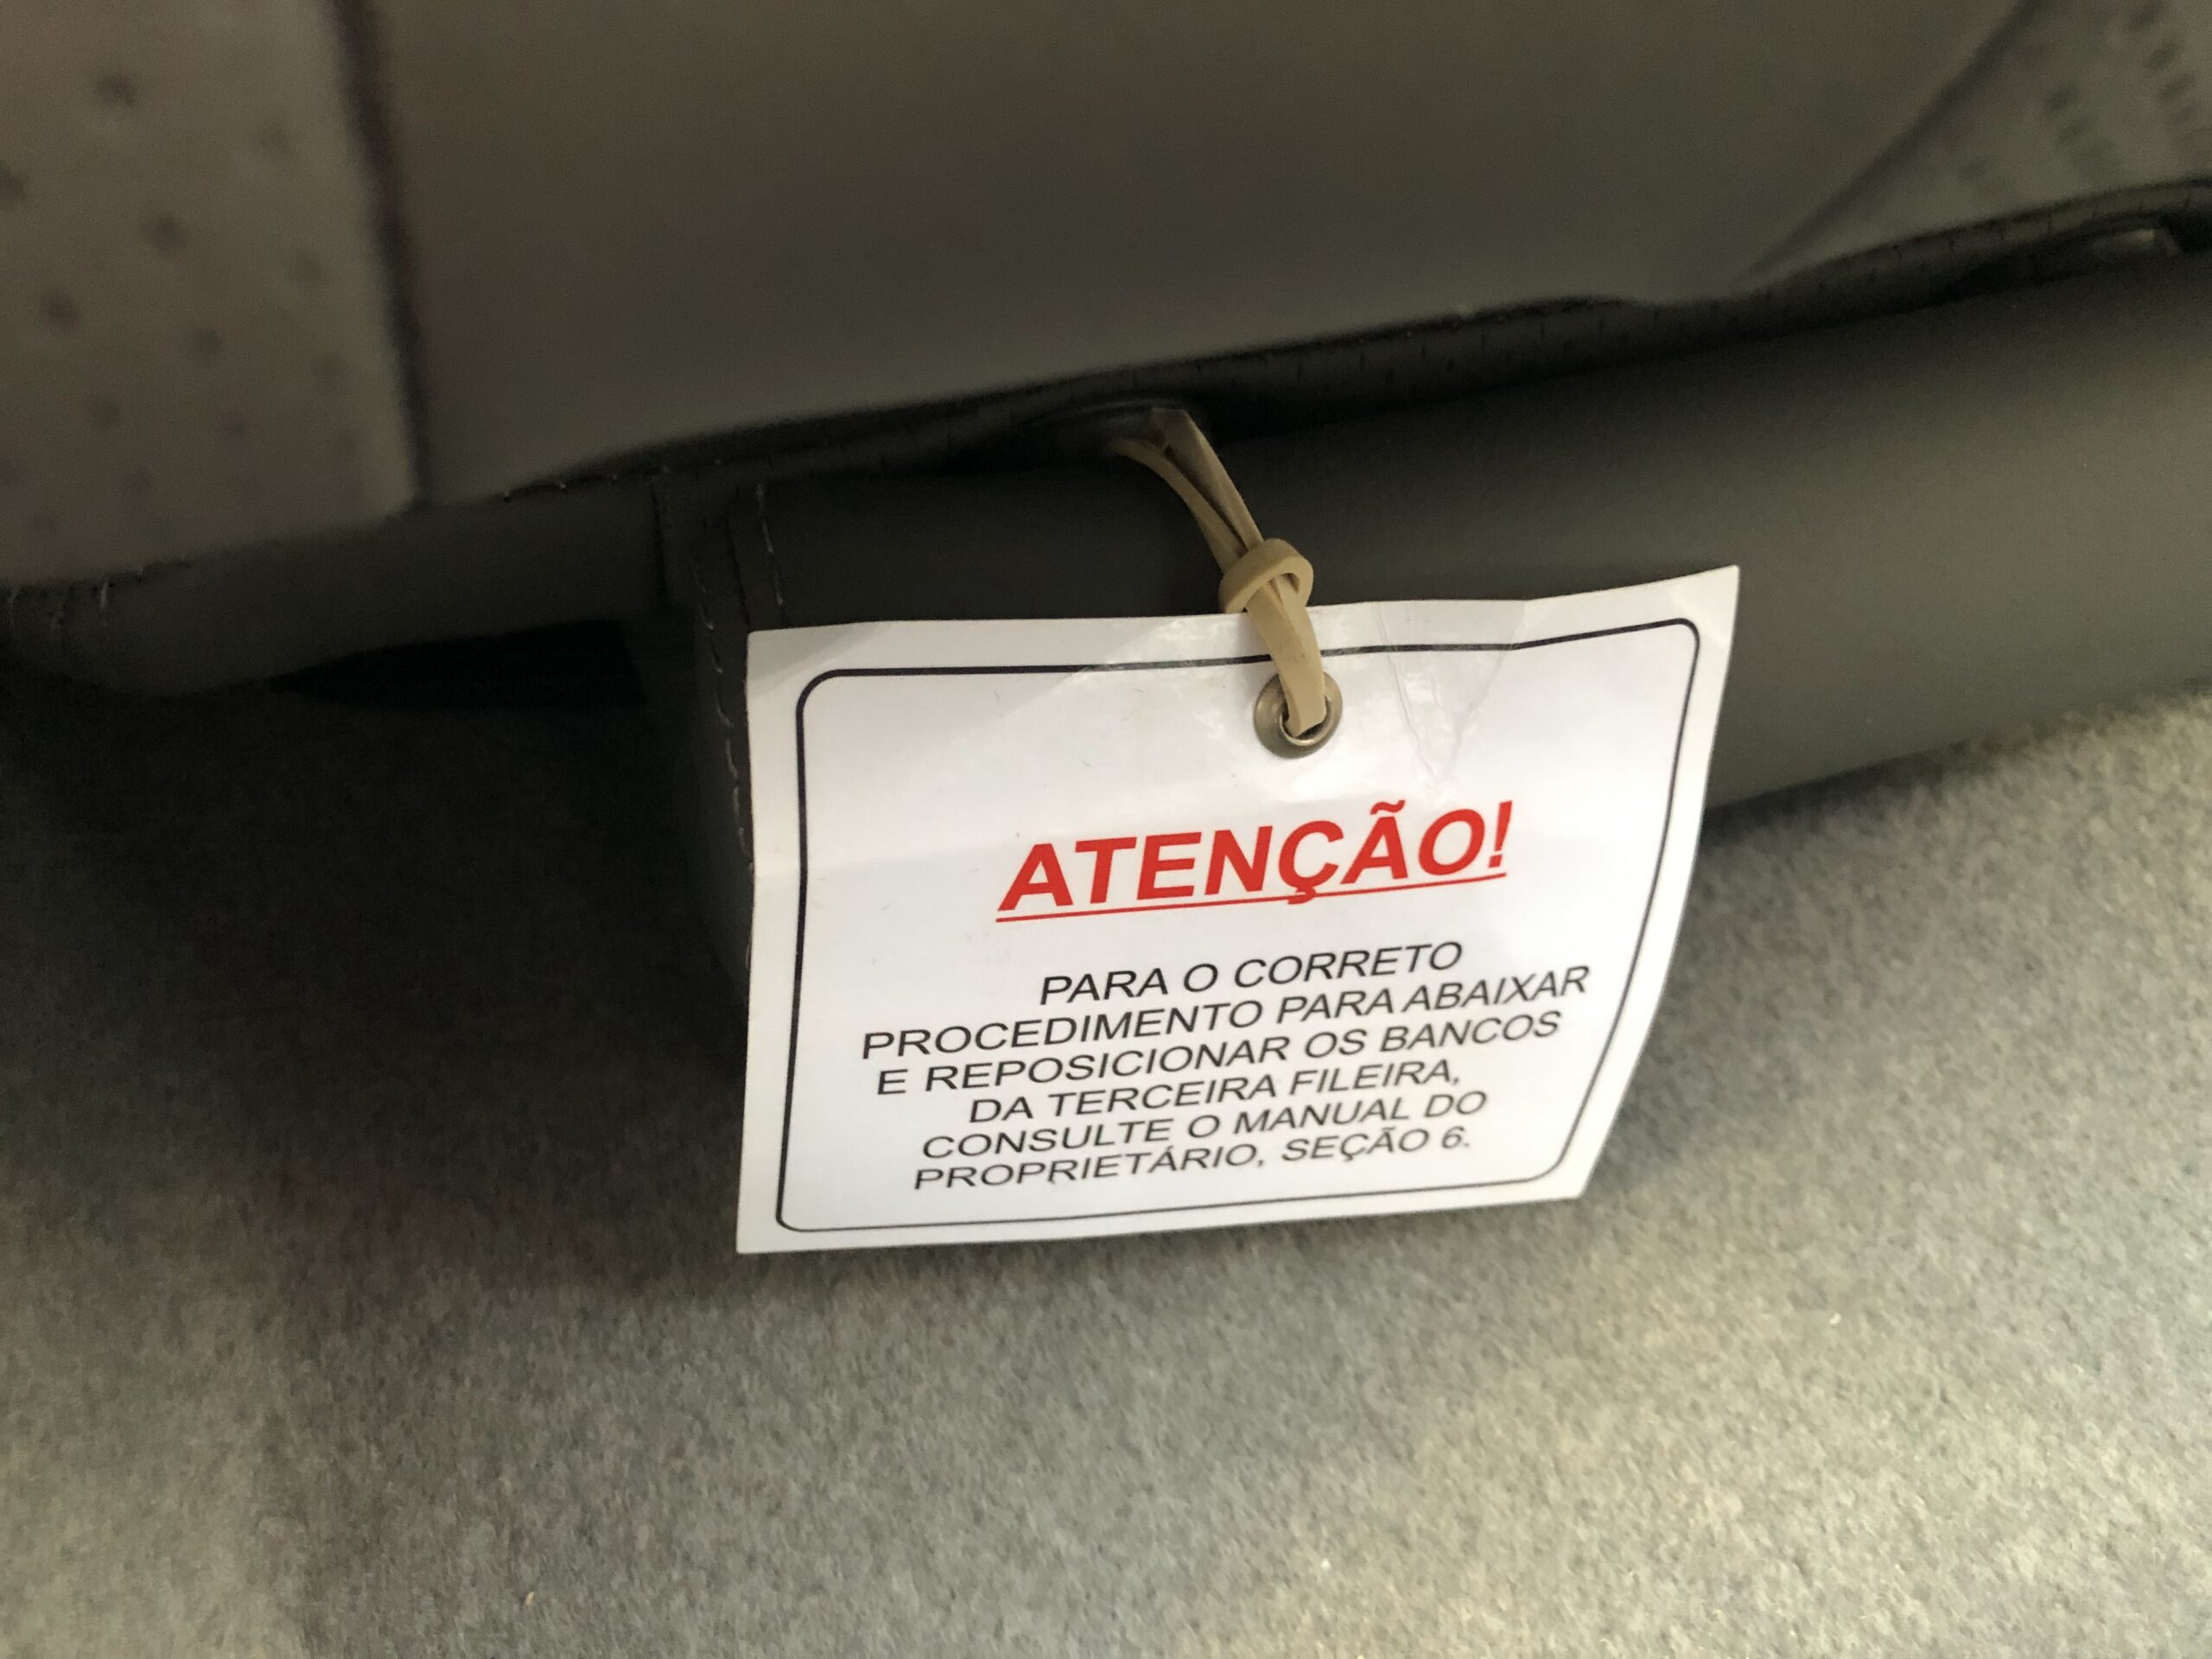 ATENÇÃO!
PARA O CORRETO
PROCEDIMENTO PARA ABAIXAR
E REPOSICIONAR OS BANCOS
DA TERCEIRA FILEIRA,
CONSULTE O MANUAL DO
PROPRIETÁRIO, SEÇÃO 6.